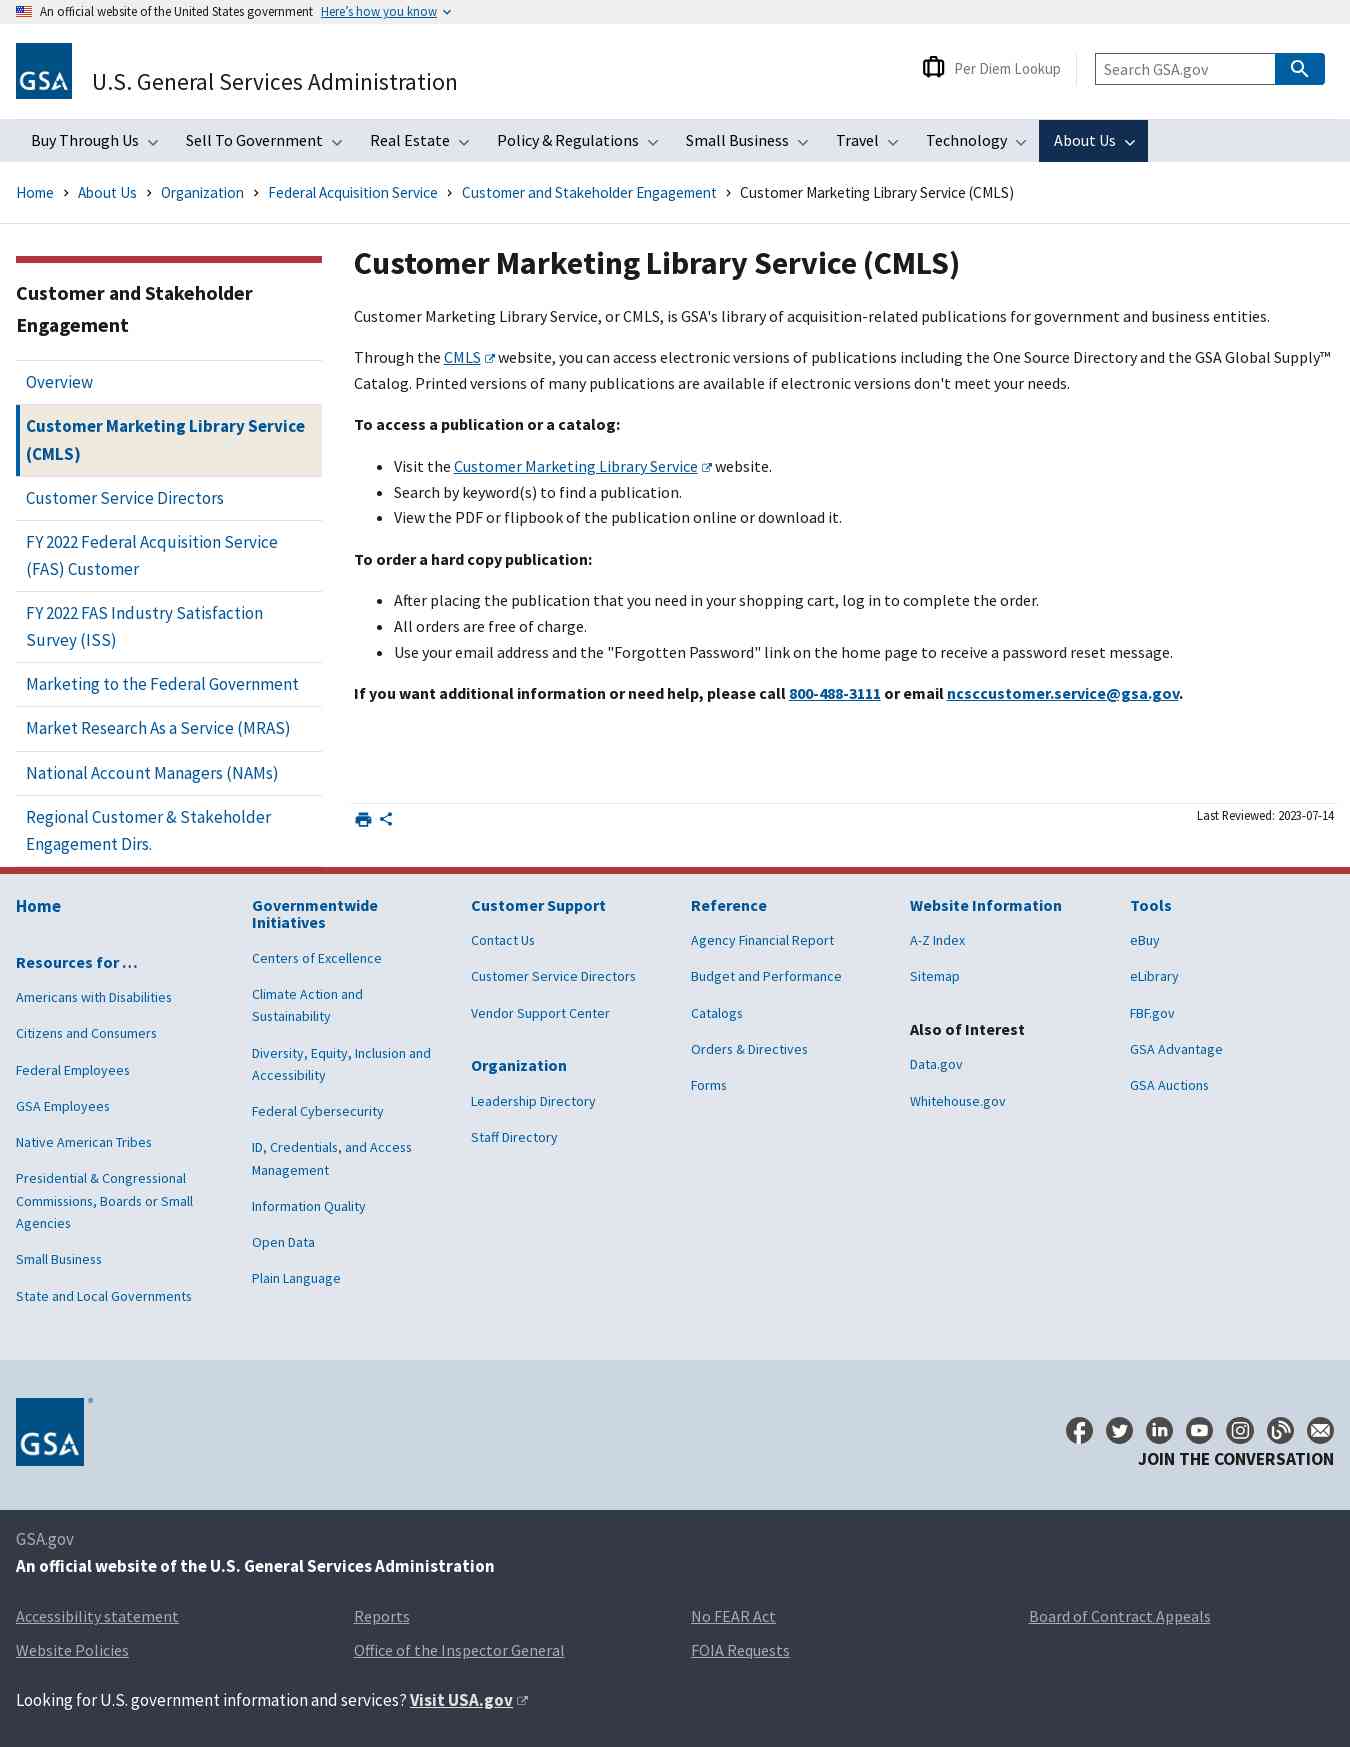 An official website of the United States government Here's how you know
GSA
U.S. General Services Administration
Per Diem Lookup
Search GSA.gov
Buy Through Us Sell To Government Real Estate Policy & Regulations Small Business Travel Technology About Us
Home About Us Organization Federal Acquisition Service Customer and Stakeholder Engagement Customer Marketing Library Service (CMLS)
Customer and Stakeholder
Engagement
Overview
Customer Marketing Library Service
(CMLS)
Customer Service Directors
FY 2022 Federal Acquisition Service
(FAS) Customer
FY 2022 FAS Industry Satisfaction
Survey (ISS)
Marketing to the Federal Government
Market Research As a Service (MRAS)
National Account Managers (NAMs)
Regional Customer & Stakeholder
Engagement Dirs.
Customer Marketing Library Service (CMLS)
Customer Marketing Library Service, or CMLS, is GSA's library of acquisition-related publications for government and business entities.
Through the CMLS website, you can access electronic versions of publications including the One Source Directory and the GSA Global Supply™
Catalog. Printed versions of many publications are available if electronic versions don't meet your needs.
To access a publication or a catalog:
• Visit the Customer Marketing Library Service website.
• Search by keyword(s) to find a publication.
• View the PDF or flipbook of the publication online or download it.
To order a hard copy publication:
• After placing the publication that you need in your shopping cart, log in to complete the order.
• All orders are free of charge.
• Use your email address and the "Forgotten Password" link on the home page to receive a password reset message.
If you want additional information or need help, please call 800-488-3111 or email ncsccustomer.service@gsa.gov.
Last Reviewed: 2023-07-14
Home
Resources for …
Americans with Disabilities
Citizens and Consumers
Federal Employees
GSA Employees
Native American Tribes
Presidential & Congressional
Commissions, Boards or Small
Agencies
Small Business
State and Local Governments
Governmentwide
Initiatives
Centers of Excellence
Climate Action and
Sustainability
Diversity, Equity, Inclusion and
Accessibility
Federal Cybersecurity
ID, Credentials, and Access
Management
Information Quality
Open Data
Plain Language
Customer Support
Contact Us
Customer Service Directors
Vendor Support Center
Organization
Leadership Directory
Staff Directory
Reference
Agency Financial Report
Budget and Performance
Catalogs
Orders & Directives
Forms
Website Information
A-Z Index
Sitemap
Also of Interest
Data.gov
Whitehouse.gov
Tools
eBuy
eLibrary
FBF.gov
GSA Advantage
GSA Auctions
GSA
JOIN THE CONVERSATION
GSA.gov
An official website of the U.S. General Services Administration
Accessibility statement Reports No FEAR Act Board of Contract Appeals
Website Policies Office of the Inspector General FOIA Requests
Looking for U.S. government information and services? Visit USA.gov